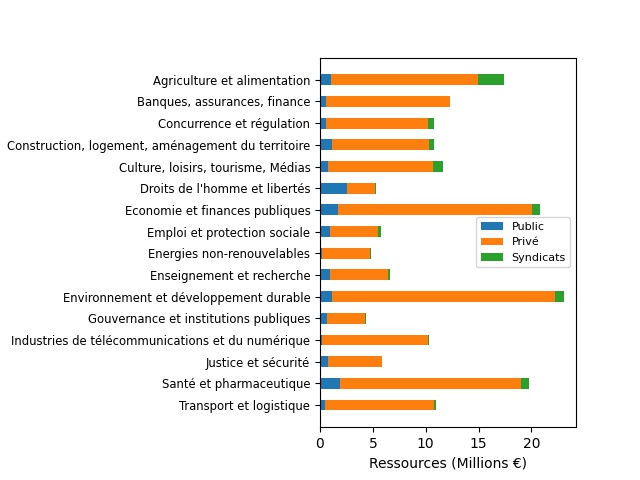 Agriculture et alimentation
Banques, assurances, finance
Concurrence et régulation
Construction, logement, aménagement du territoire
Culture, loisirs, tourisme, Médias
Droits de l'homme et libertés
Economie et finances publiques
Emploi et protection sociale
Energies non-renouvelables
Enseignement et recherche
Environnement et développement durable
Gouvernance et institutions publiques
Industries de télécommunications et du numérique
Justice et sécurité
Santé et pharmaceutique
Transport et logistique
Public
Privé
Syndicats
0 5 10 15 20
Ressources (Millions €)